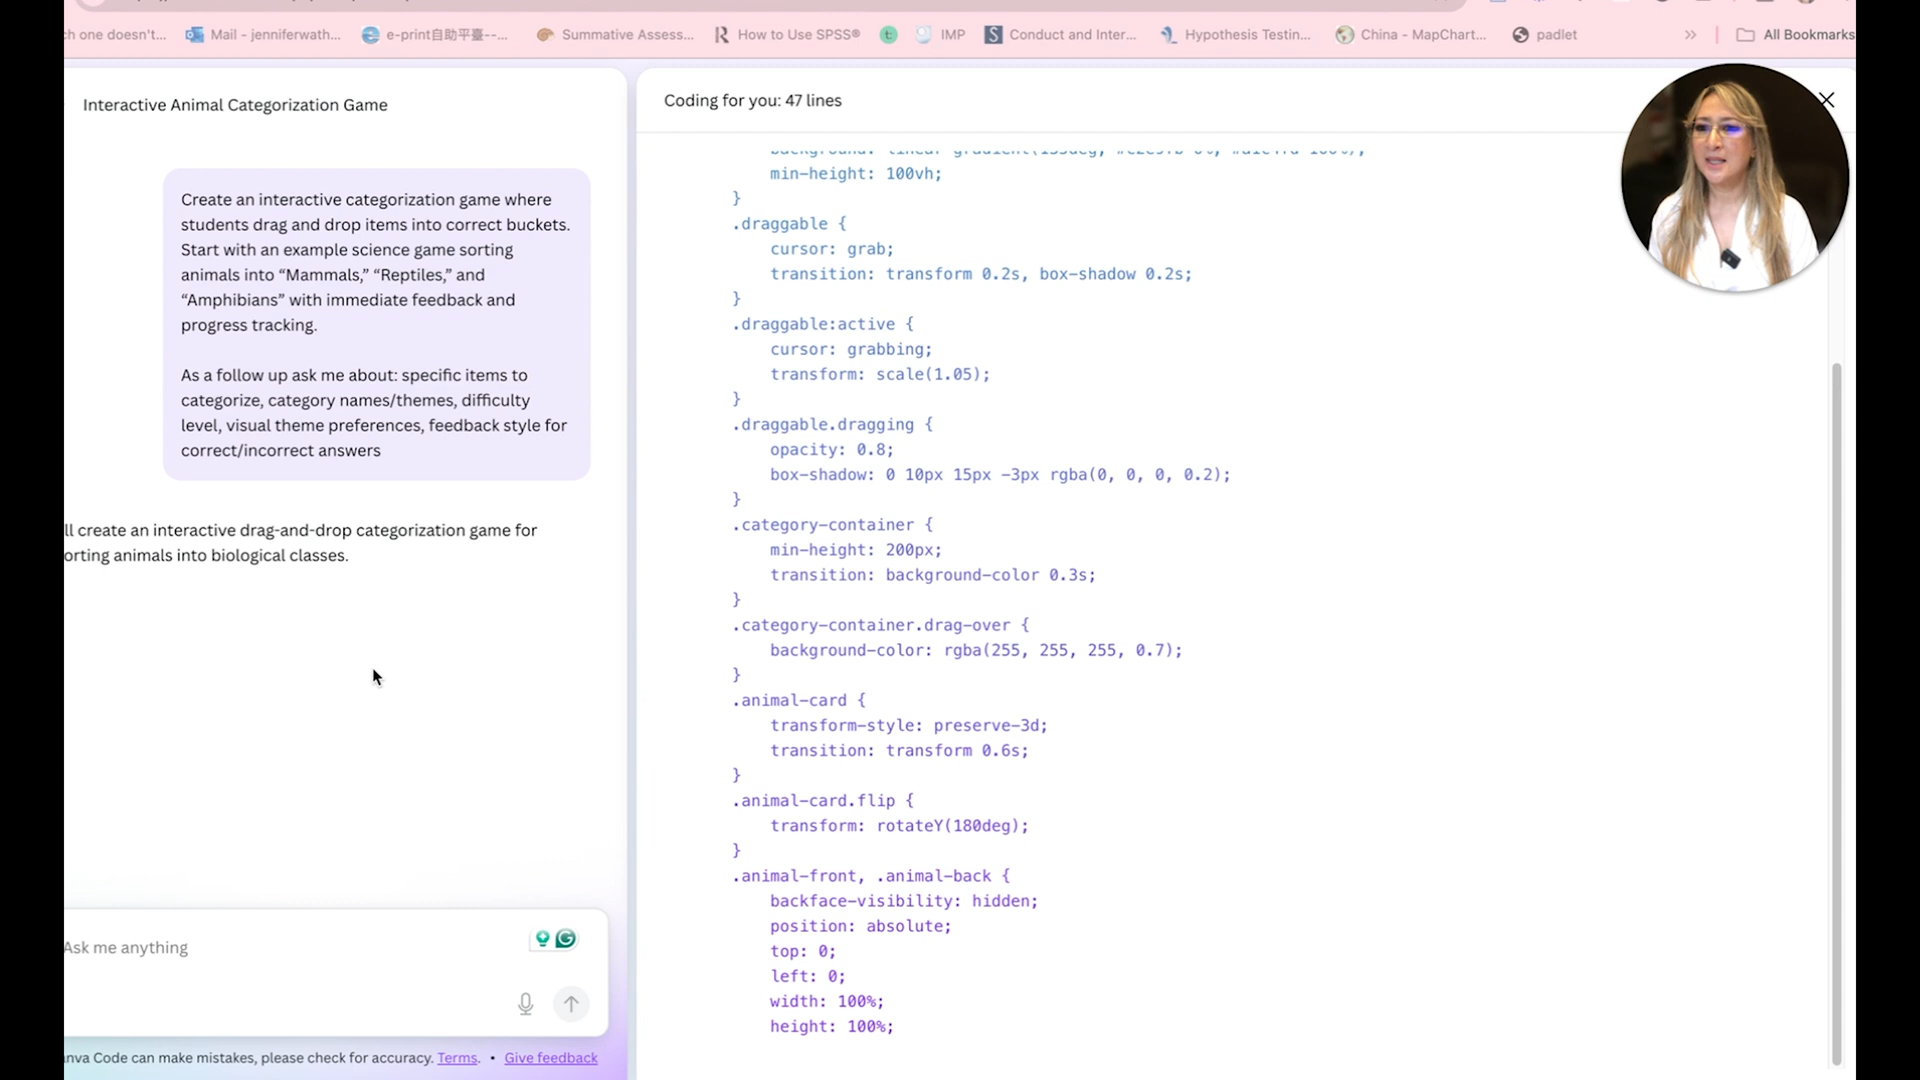 ch one doesn't...
Mail - jenniferwath...
e-print自助平臺--...
Summative Assess...
How to Use SPSS®
IMP
Conduct and Inter...
Hypothesis Testin...
China - MapChart...
padlet
»
All Bookmarks
Interactive Animal Categorization Game
Create an interactive categorization game where
students drag and drop items into correct buckets.
Start with an example science game sorting
animals into “Mammals,” “Reptiles,” and
“Amphibians” with immediate feedback and
progress tracking.
As a follow up ask me about: specific items to
categorize, category names/themes, difficulty
level, visual theme preferences, feedback style for
correct/incorrect answers
ll create an interactive drag-and-drop categorization game for
orting animals into biological classes.
Ask me anything
nva Code can make mistakes, please check for accuracy. Terms. • Give feedback
Coding for you: 47 lines
min-height: 100vh;
}
.draggable {
cursor: grab;
transition: transform 0.2s, box-shadow 0.2s;
}
.draggable:active {
cursor: grabbing;
transform: scale(1.05);
}
.draggable.dragging {
opacity: 0.8;
box-shadow: 0 10px 15px -3px rgba(0, 0, 0, 0.2);
}
.category-container {
min-height: 200px;
transition: background-color 0.3s;
}
.category-container.drag-over {
background-color: rgba(255, 255, 255, 0.7);
}
.animal-card {
transform-style: preserve-3d;
transition: transform 0.6s;
}
.animal-card.flip {
transform: rotateY(180deg);
}
.animal-front, .animal-back {
backface-visibility: hidden;
position: absolute;
top: 0;
left: 0;
width: 100%;
height: 100%;